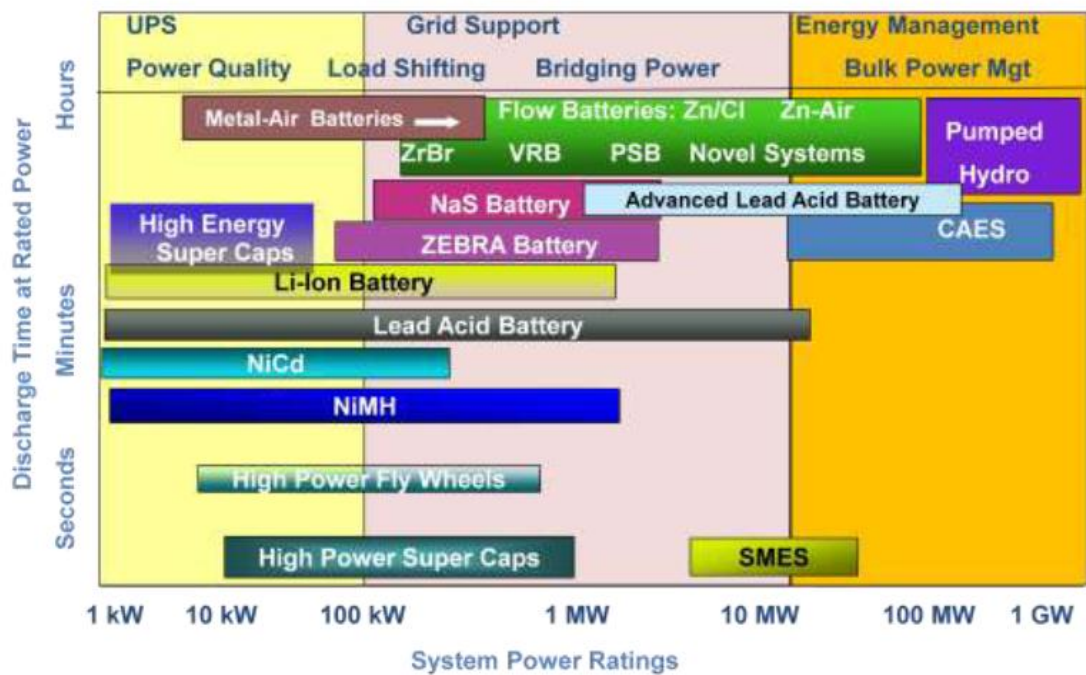 UPS
Grid Support
Energy Management
Power Quality
Load Shifting
Bridging Power
Bulk Power Mgt
Metal-Air Batteries
Flow Batteries: Zn/Cl Zn-Air
ZrBr VRB PSB Novel Systems
Pumped
Hydro
NaS Battery
Advanced Lead Acid Battery
High Energy
Super Caps
ZEBRA Battery
CAES
Li-Ion Battery
Lead Acid Battery
NiCd
NiMH
High Power Fly Wheels
High Power Super Caps
SMES
Discharge Time at Rated Power
Hours
Minutes
Seconds
1 kW 10 kW 100 kW 1 MW 10 MW 100 MW 1 GW
System Power Ratings